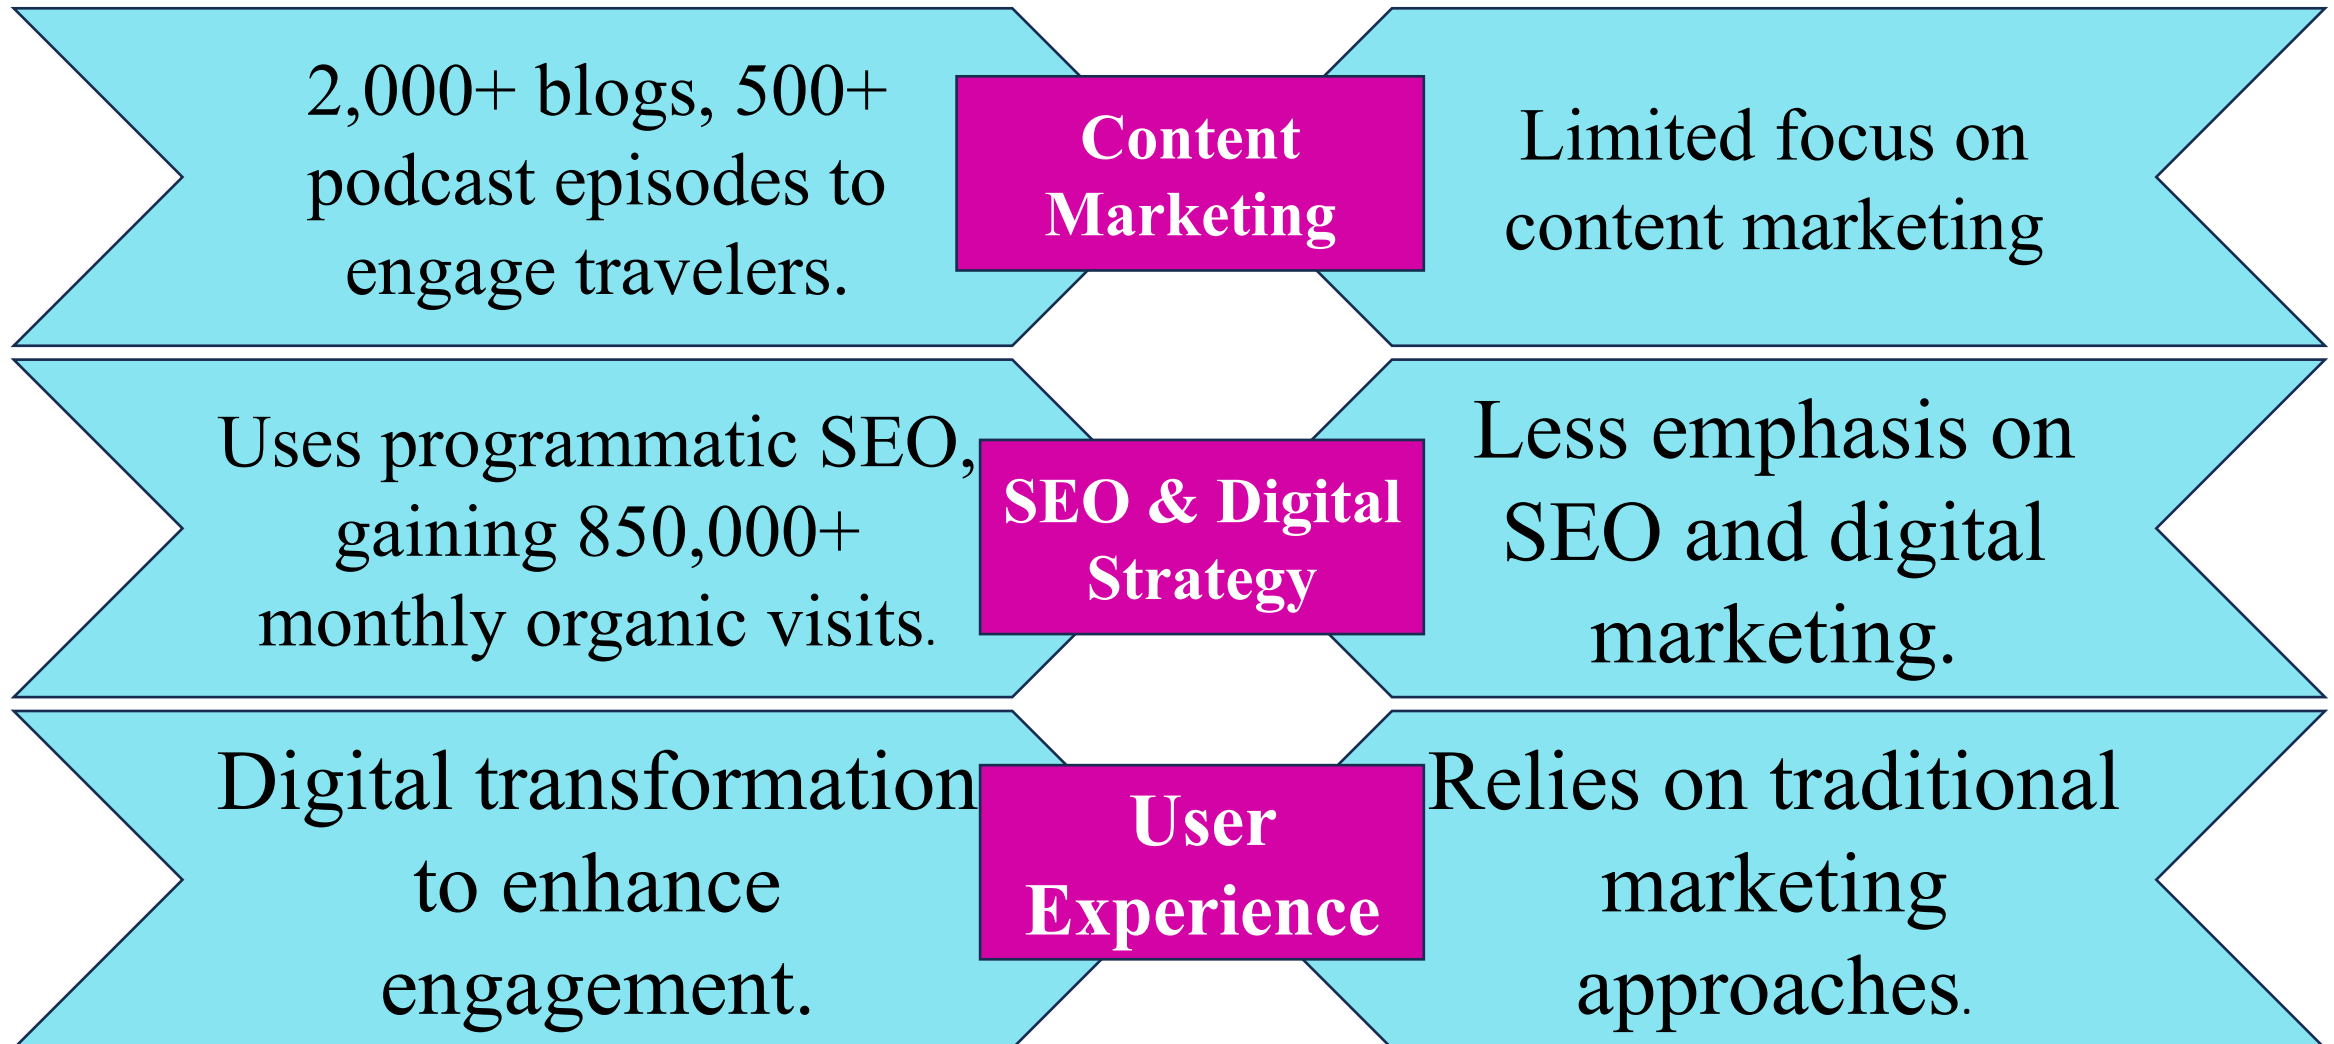 2,000+ blogs, 500+
podcast episodes to
engage travelers.
Content
Marketing
Limited focus on
content marketing
Uses programmatic SEO,
gaining 850,000+
monthly organic visits.
SEO & Digital
Strategy
Less emphasis on
SEO and digital
marketing.
Digital transformation
to enhance
engagement.
User
Experience
Relies on traditional
marketing
approaches.